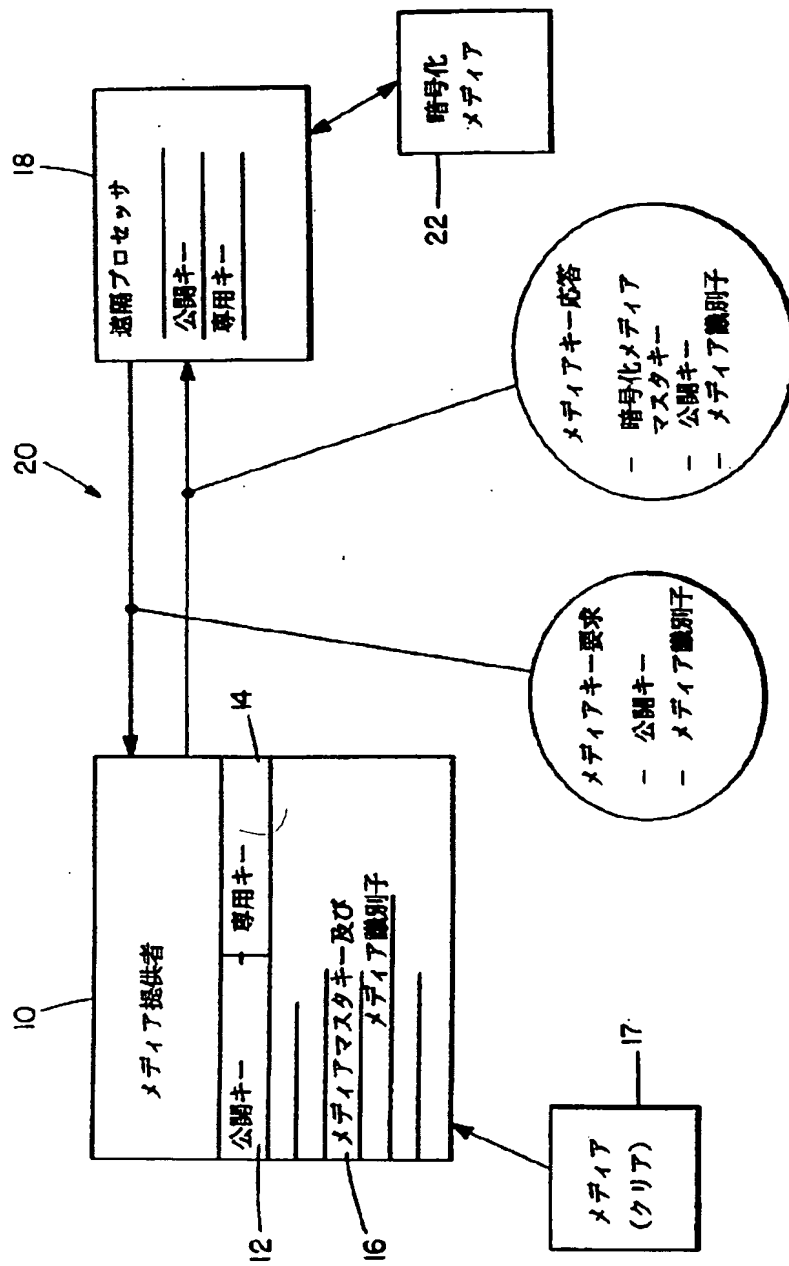 10
メディア提供者
公開キー
専用キー
12
14
16
メディアマスタキー及び
メディア識別子
メディア
(クリア)
17
20
18
遠隔プロセッサ
公開キー
専用キー
22
暗号化
メディア
メディアキー要求
－ 公開キー
－ メディア識別子
メディアキー応答
－ 暗号化メディア
マスタキー
－ 公開キー
－ メディア識別子